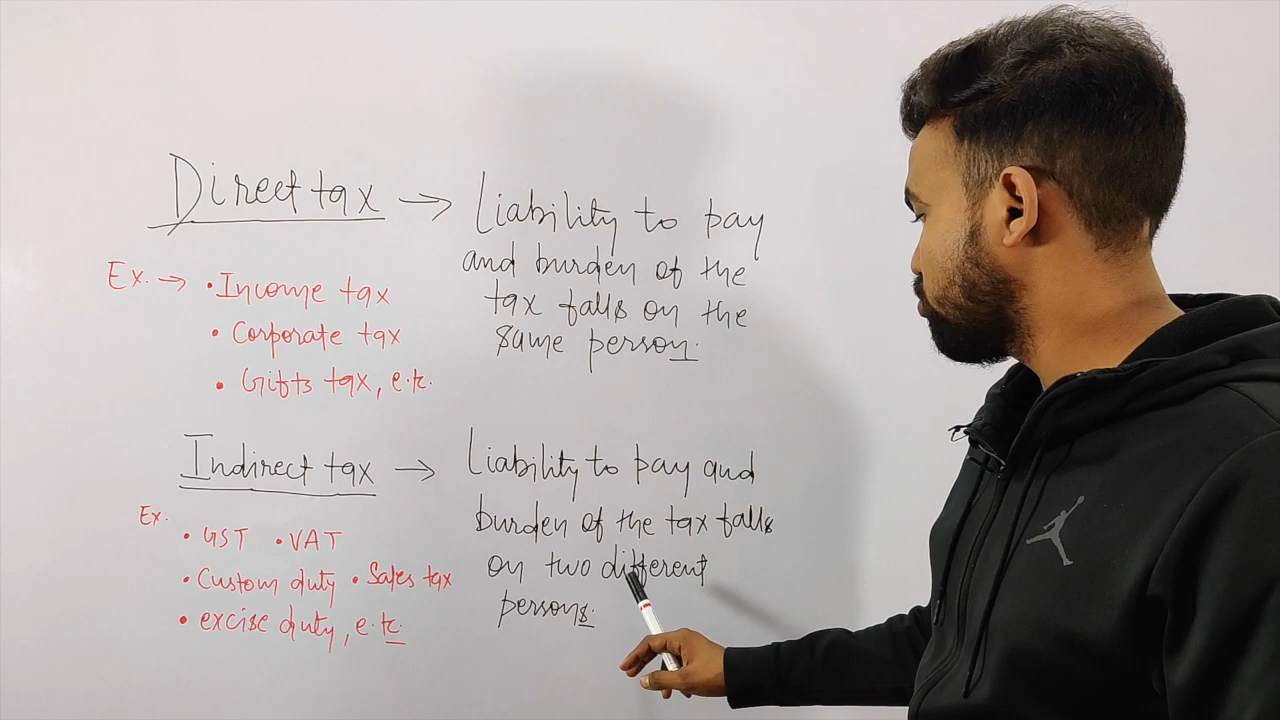 Direct tax → Liability to pay
and burden of the
tax falls on the
same person.
Ex. → • Income tax
• Corporate tax
• Gifts tax, e.t.c.
Indirect tax → Liability to pay and
burden of the tax falls
on two different
persons.
Ex.
• GST • VAT
• Custom duty • Sales tax
• excise duty, e.t.c.